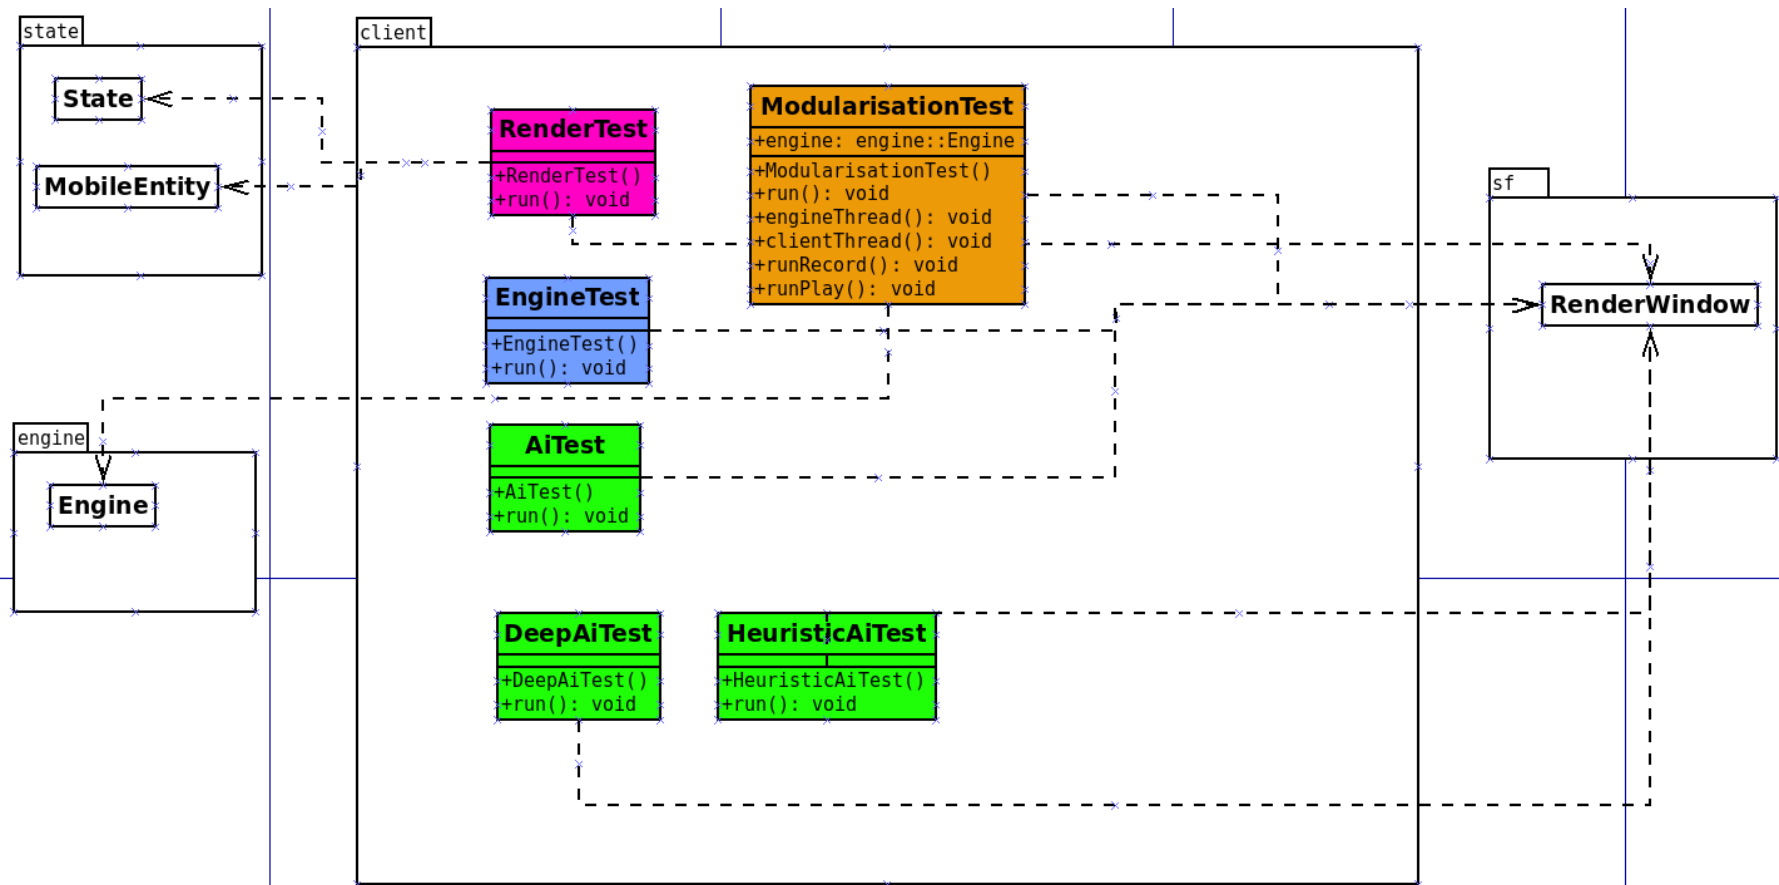 state
State
MobileEntity
client
RenderTest
+RenderTest()
+run(): void
ModularisationTest
+engine: engine::Engine
+ModularisationTest()
+run(): void
+engineThread(): void
+clientThread(): void
+runRecord(): void
+runPlay(): void
sf
RenderWindow
EngineTest
+EngineTest()
+run(): void
engine
Engine
AiTest
+AiTest()
+run(): void
DeepAiTest
+DeepAiTest()
+run(): void
HeuristicAiTest
+HeuristicAiTest()
+run(): void